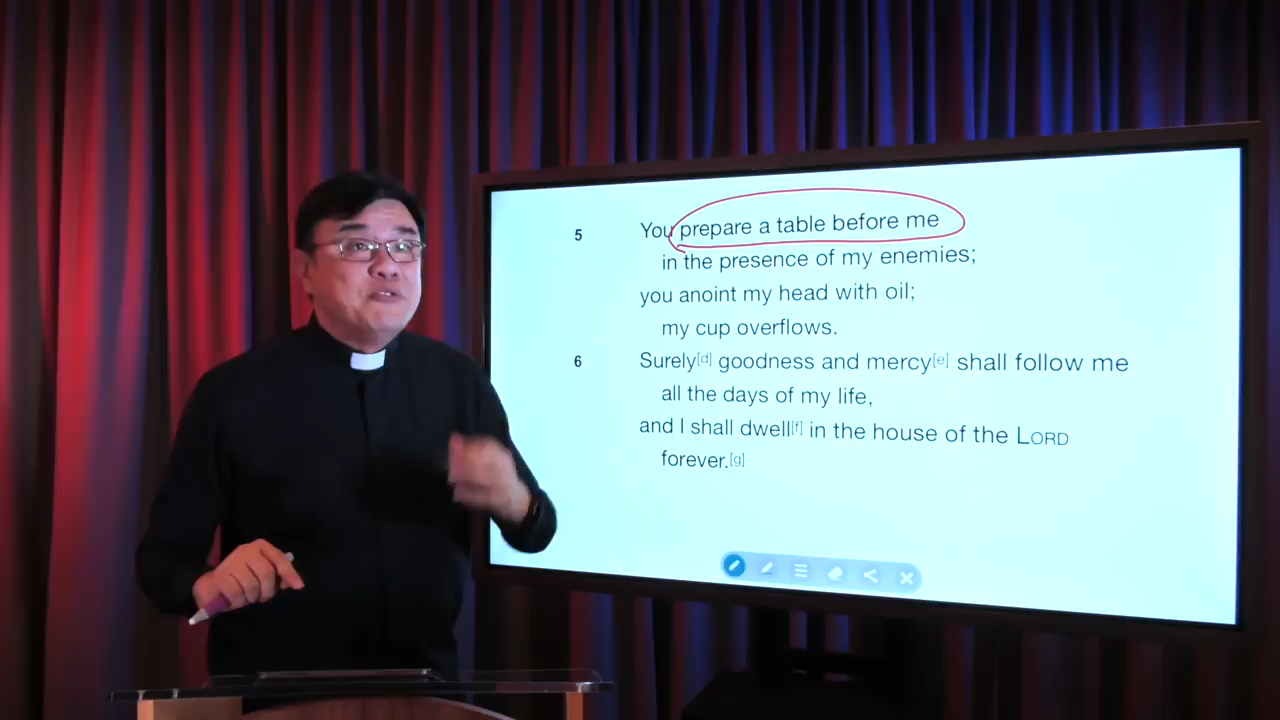 5 You prepare a table before me
in the presence of my enemies;
you anoint my head with oil;
my cup overflows.
6 Surely[d] goodness and mercy[e] shall follow me
all the days of my life,
and I shall dwell[f] in the house of the LORD
forever.[g]